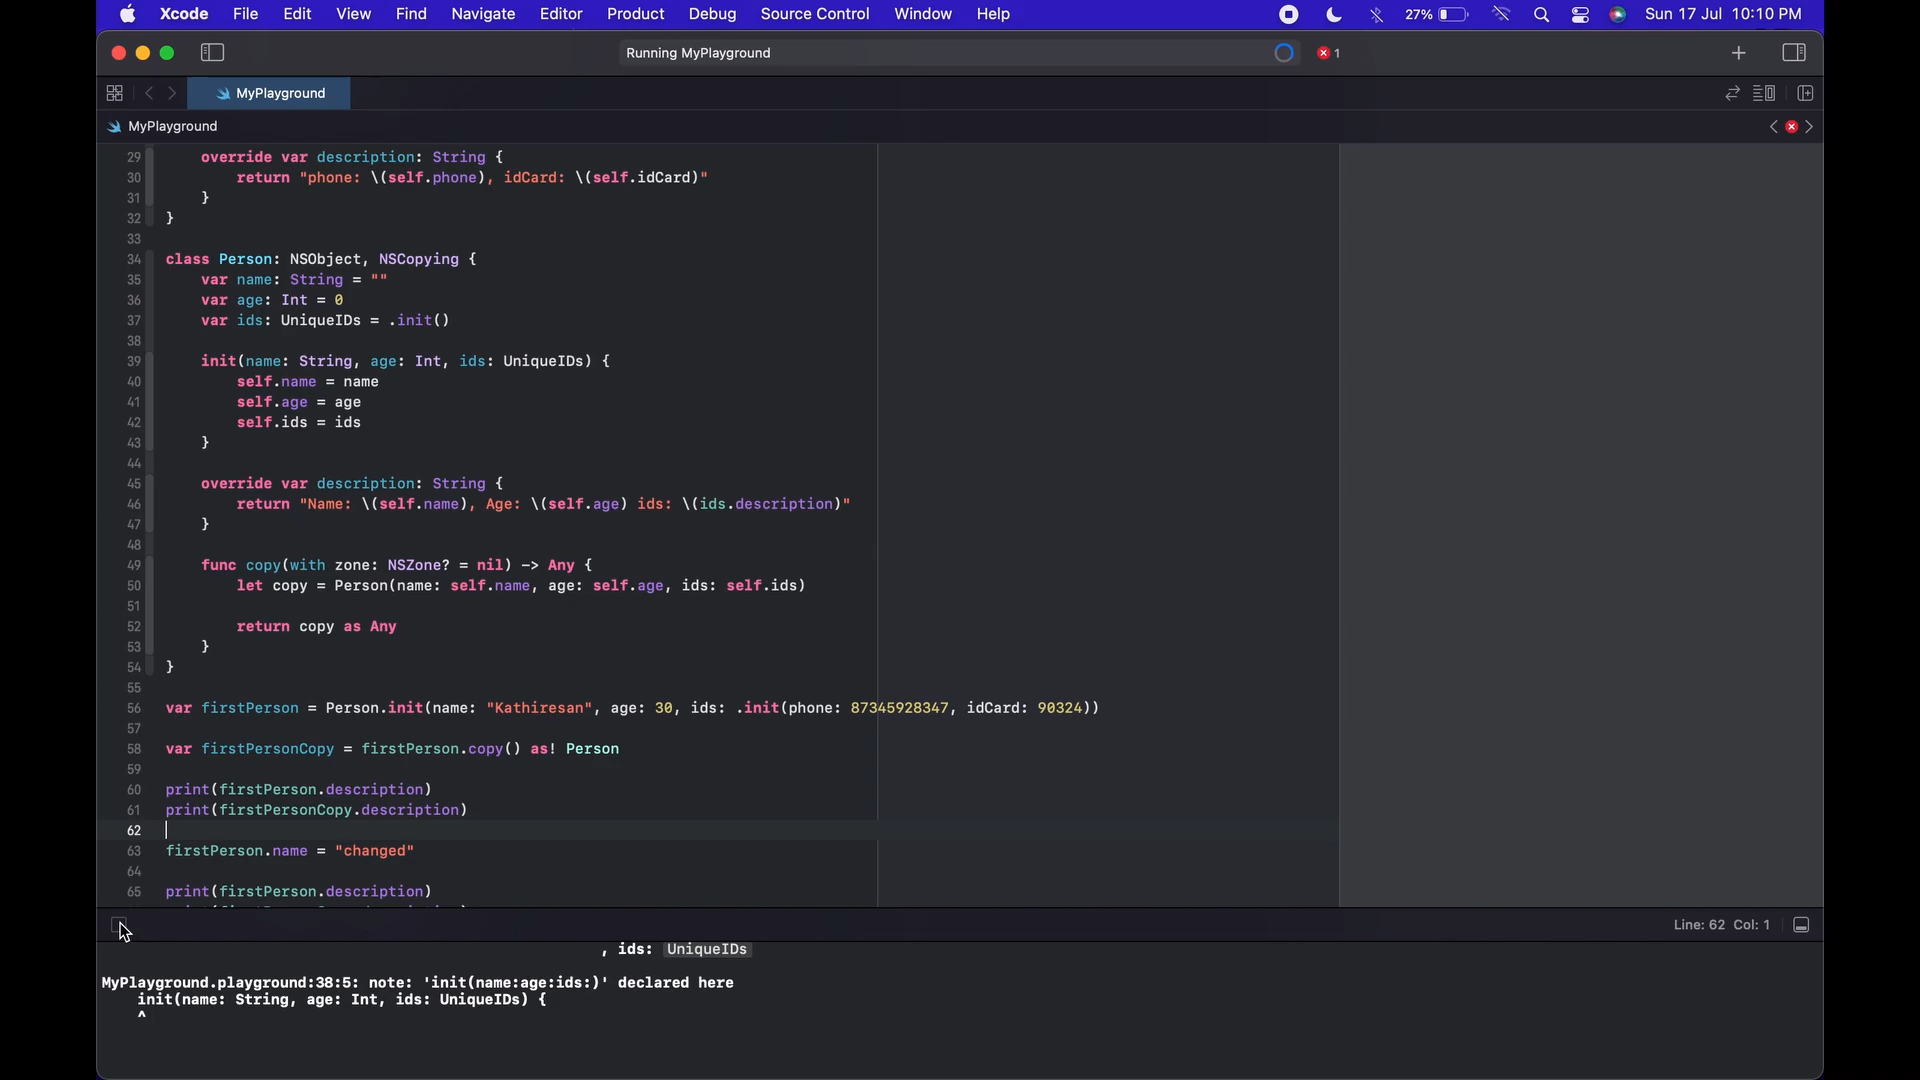 Xcode File Edit View Find Navigate Editor Product Debug Source Control Window Help 27% Sun 17 Jul 10:10 PM
Running MyPlayground 1
MyPlayground
MyPlayground
29 override var description: String {
30 return "phone: \(self.phone), idCard: \(self.idCard)"
31 }
32 }
33
34 class Person: NSObject, NSCopying {
35 var name: String = ""
36 var age: Int = 0
37 var ids: UniqueIDs = .init()
38
39 init(name: String, age: Int, ids: UniqueIDs) {
40 self.name = name
41 self.age = age
42 self.ids = ids
43 }
44
45 override var description: String {
46 return "Name: \(self.name), Age: \(self.age) ids: \(ids.description)"
47 }
48
49 func copy(with zone: NSZone? = nil) -> Any {
50 let copy = Person(name: self.name, age: self.age, ids: self.ids)
51
52 return copy as Any
53 }
54 }
55
56 var firstPerson = Person.init(name: "Kathiresan", age: 30, ids: .init(phone: 87345928347, idCard: 90324))
57
58 var firstPersonCopy = firstPerson.copy() as! Person
59
60 print(firstPerson.description)
61 print(firstPersonCopy.description)
62
63 firstPerson.name = "changed"
64
65 print(firstPerson.description)
Line: 62 Col: 1
, ids: UniqueIDs
MyPlayground.playground:38:5: note: 'init(name:age:ids:)' declared here
init(name: String, age: Int, ids: UniqueIDs) {
^